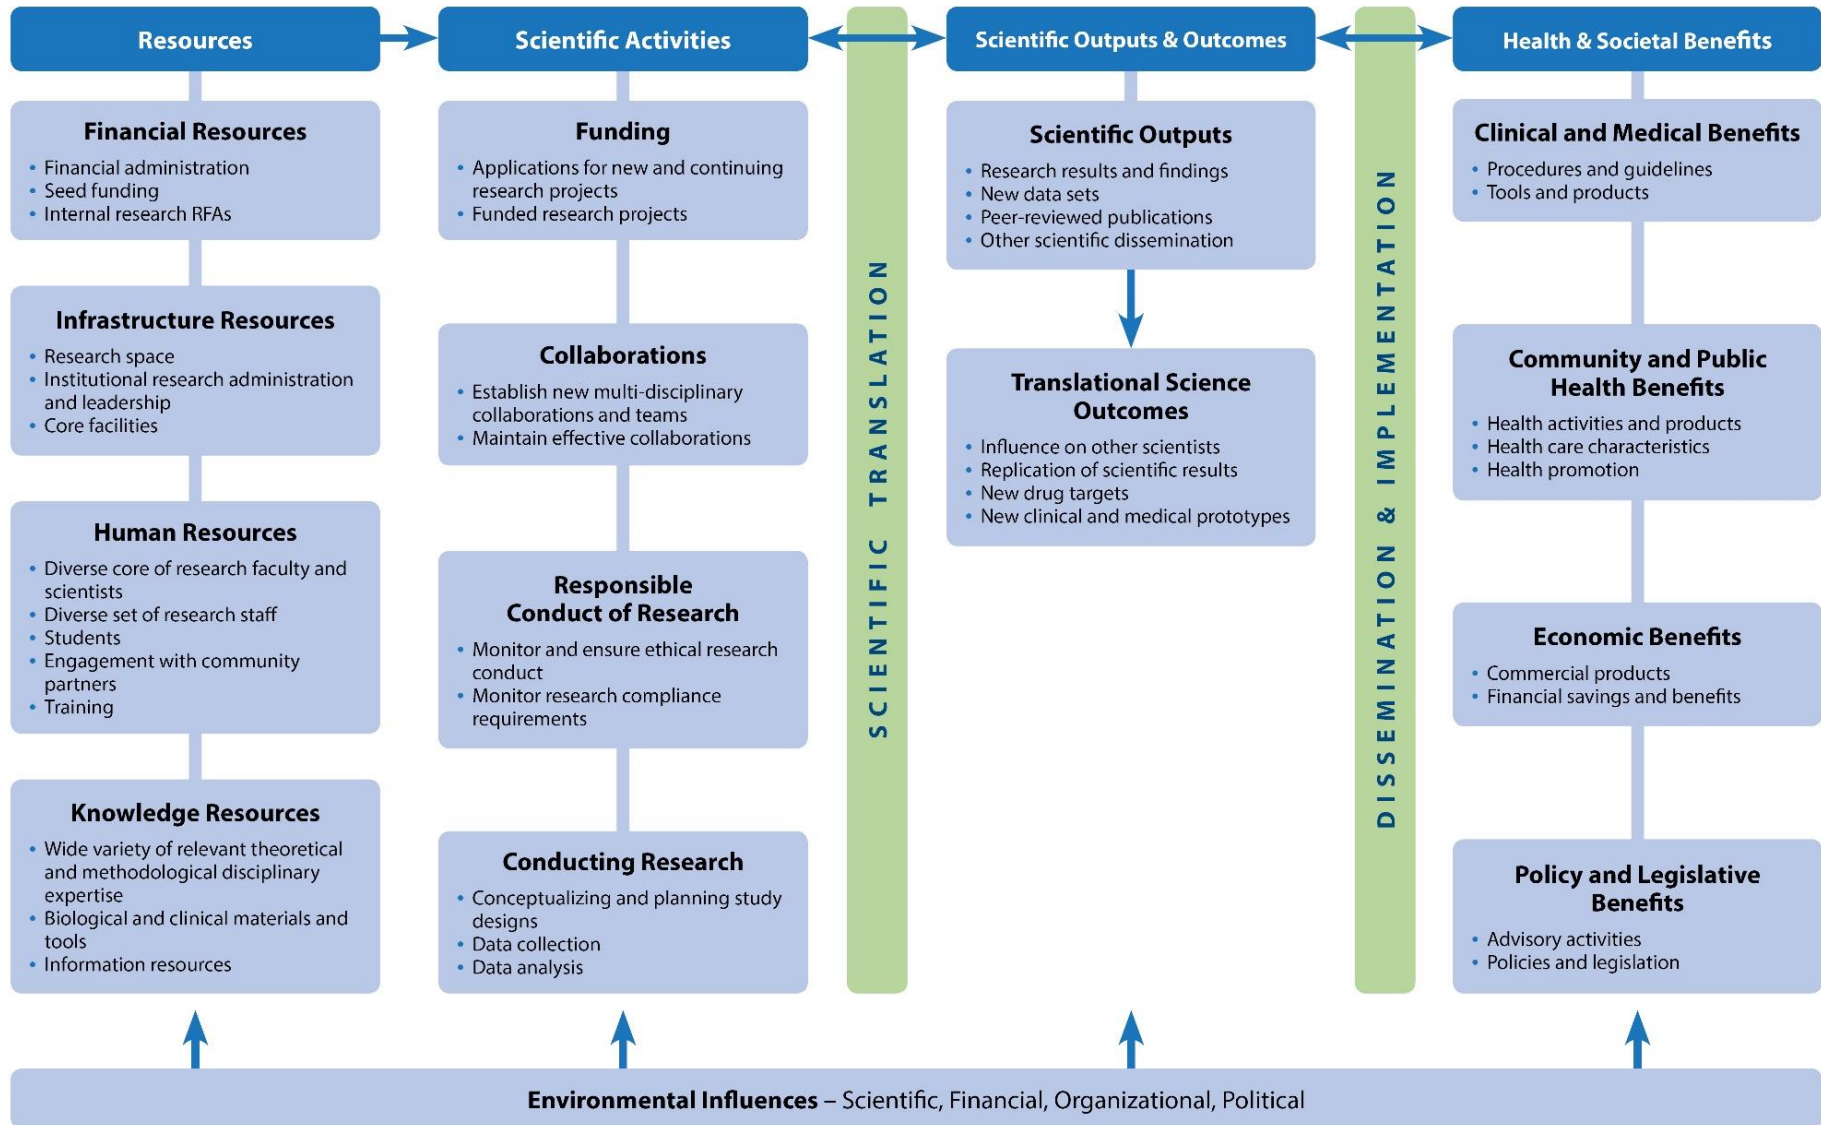 Resources
Scientific Activities
Scientific Outputs & Outcomes
Health & Societal Benefits
Financial Resources
• Financial administration
• Seed funding
• Internal research RFAs
Infrastructure Resources
• Research space
• Institutional research administration
and leadership
• Core facilities
Human Resources
• Diverse core of research faculty and
scientists
• Diverse set of research staff
• Students
• Engagement with community
partners
• Training
Knowledge Resources
• Wide variety of relevant theoretical
and methodological disciplinary
expertise
• Biological and clinical materials and
tools
• Information resources
Funding
• Applications for new and continuing
research projects
• Funded research projects
Collaborations
• Establish new multi-disciplinary
collaborations and teams
• Maintain effective collaborations
Responsible
Conduct of Research
• Monitor and ensure ethical research
conduct
• Monitor research compliance
requirements
Conducting Research
• Conceptualizing and planning study
designs
• Data collection
• Data analysis
SCIENTIFIC TRANSLATION
Scientific Outputs
• Research results and findings
• New data sets
• Peer-reviewed publications
• Other scientific dissemination
Translational Science
Outcomes
• Influence on other scientists
• Replication of scientific results
• New drug targets
• New clinical and medical prototypes
DISSEMINATION & IMPLEMENTATION
Clinical and Medical Benefits
• Procedures and guidelines
• Tools and products
Community and Public
Health Benefits
• Health activities and products
• Health care characteristics
• Health promotion
Economic Benefits
• Commercial products
• Financial savings and benefits
Policy and Legislative
Benefits
• Advisory activities
• Policies and legislation
Environmental Influences – Scientific, Financial, Organizational, Political